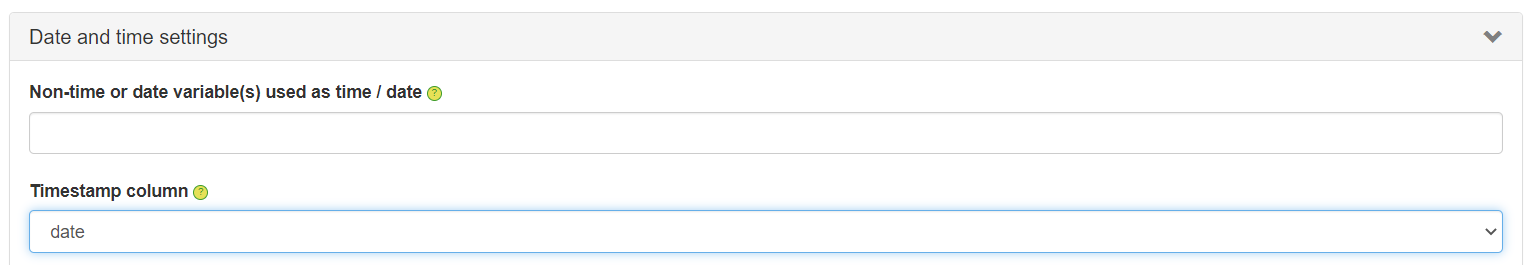 Date and time settings
Non-time or date variable(s) used as time / date ?
Timestamp column ?
date